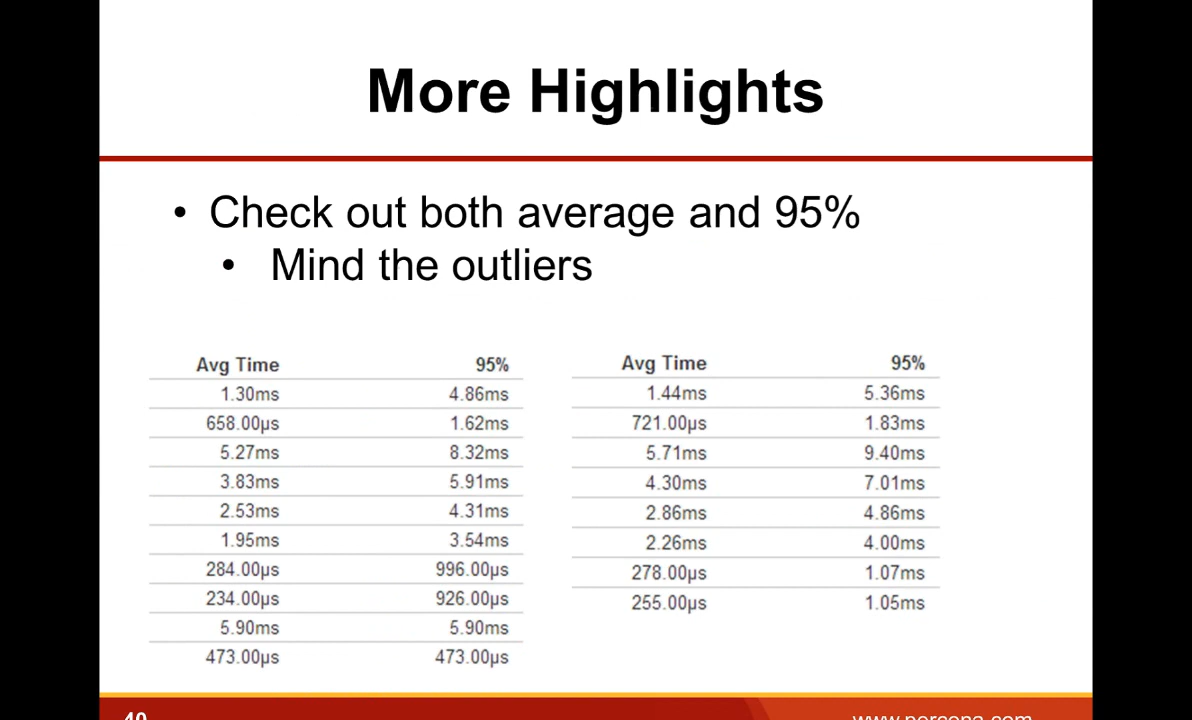 More Highlights
• Check out both average and 95%
• Mind the outliers
Avg Time 95%
1.30ms 4.86ms
658.00µs 1.62ms
5.27ms 8.32ms
3.83ms 5.91ms
2.53ms 4.31ms
1.95ms 3.54ms
284.00µs 996.00µs
234.00µs 926.00µs
5.90ms 5.90ms
473.00µs 473.00µs
Avg Time 95%
1.44ms 5.36ms
721.00µs 1.83ms
5.71ms 9.40ms
4.30ms 7.01ms
2.86ms 4.86ms
2.26ms 4.00ms
278.00µs 1.07ms
255.00µs 1.05ms